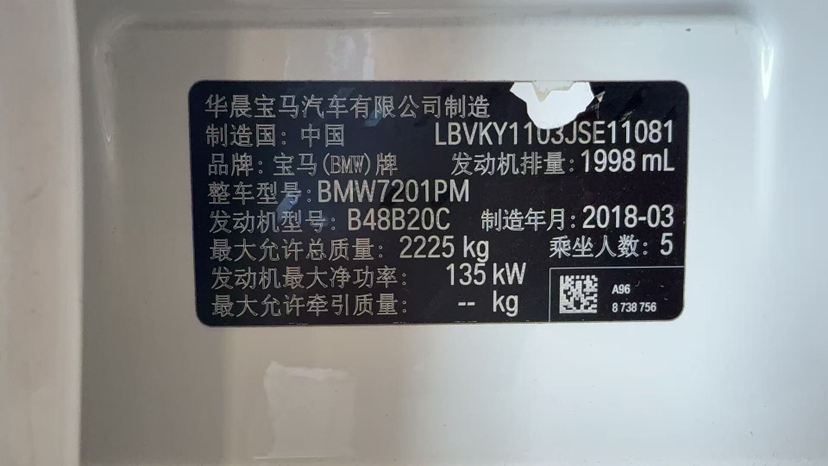 华晨宝马汽车有限公司制造
制造国: 中国 LBVKY1103JSE11081
品牌: 宝马(BMW)牌 发动机排量: 1998 mL
整车型号: BMW7201PM
发动机型号: B48B20C 制造年月: 2018-03
最大允许总质量: 2225 kg 乘坐人数: 5
发动机最大净功率: 135 kW
最大允许牵引质量: -- kg
A96
8 738 756